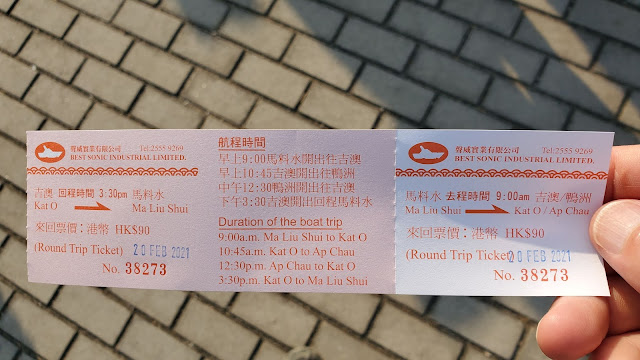 聲威實業有限公司 Tel:2555 9269
BEST SONIC INDUSTRIAL LIMITED.
吉澳 回程時間 3:30pm 馬料水
Kat O Ma Liu Shui
來回票價：港幣 HK$90
(Round Trip Ticket) 20 FEB 2021
No. 38273
航程時間
早上9:00馬料水開出往吉澳
早上10:45吉澳開出往鴨洲
中午12:30鴨洲開出往吉澳
下午3:30吉澳開出回程馬料水
Duration of the boat trip
9:00a.m. Ma Liu Shui to Kat O
10:45a.m. Kat O to Ap Chau
12:30p.m. Ap Chau to Kat O
3:30p.m. Kat O to Ma Liu Shui
聲威實業有限公司 Tel:2555 9269
BEST SONIC INDUSTRIAL LIMITED.
馬料水 去程時間 9:00am 吉澳/鴨洲
Ma Liu Shui Kat O / Ap Chau
來回票價：港幣 HK$90
(Round Trip Ticket) 20 FEB 2021
No. 38273